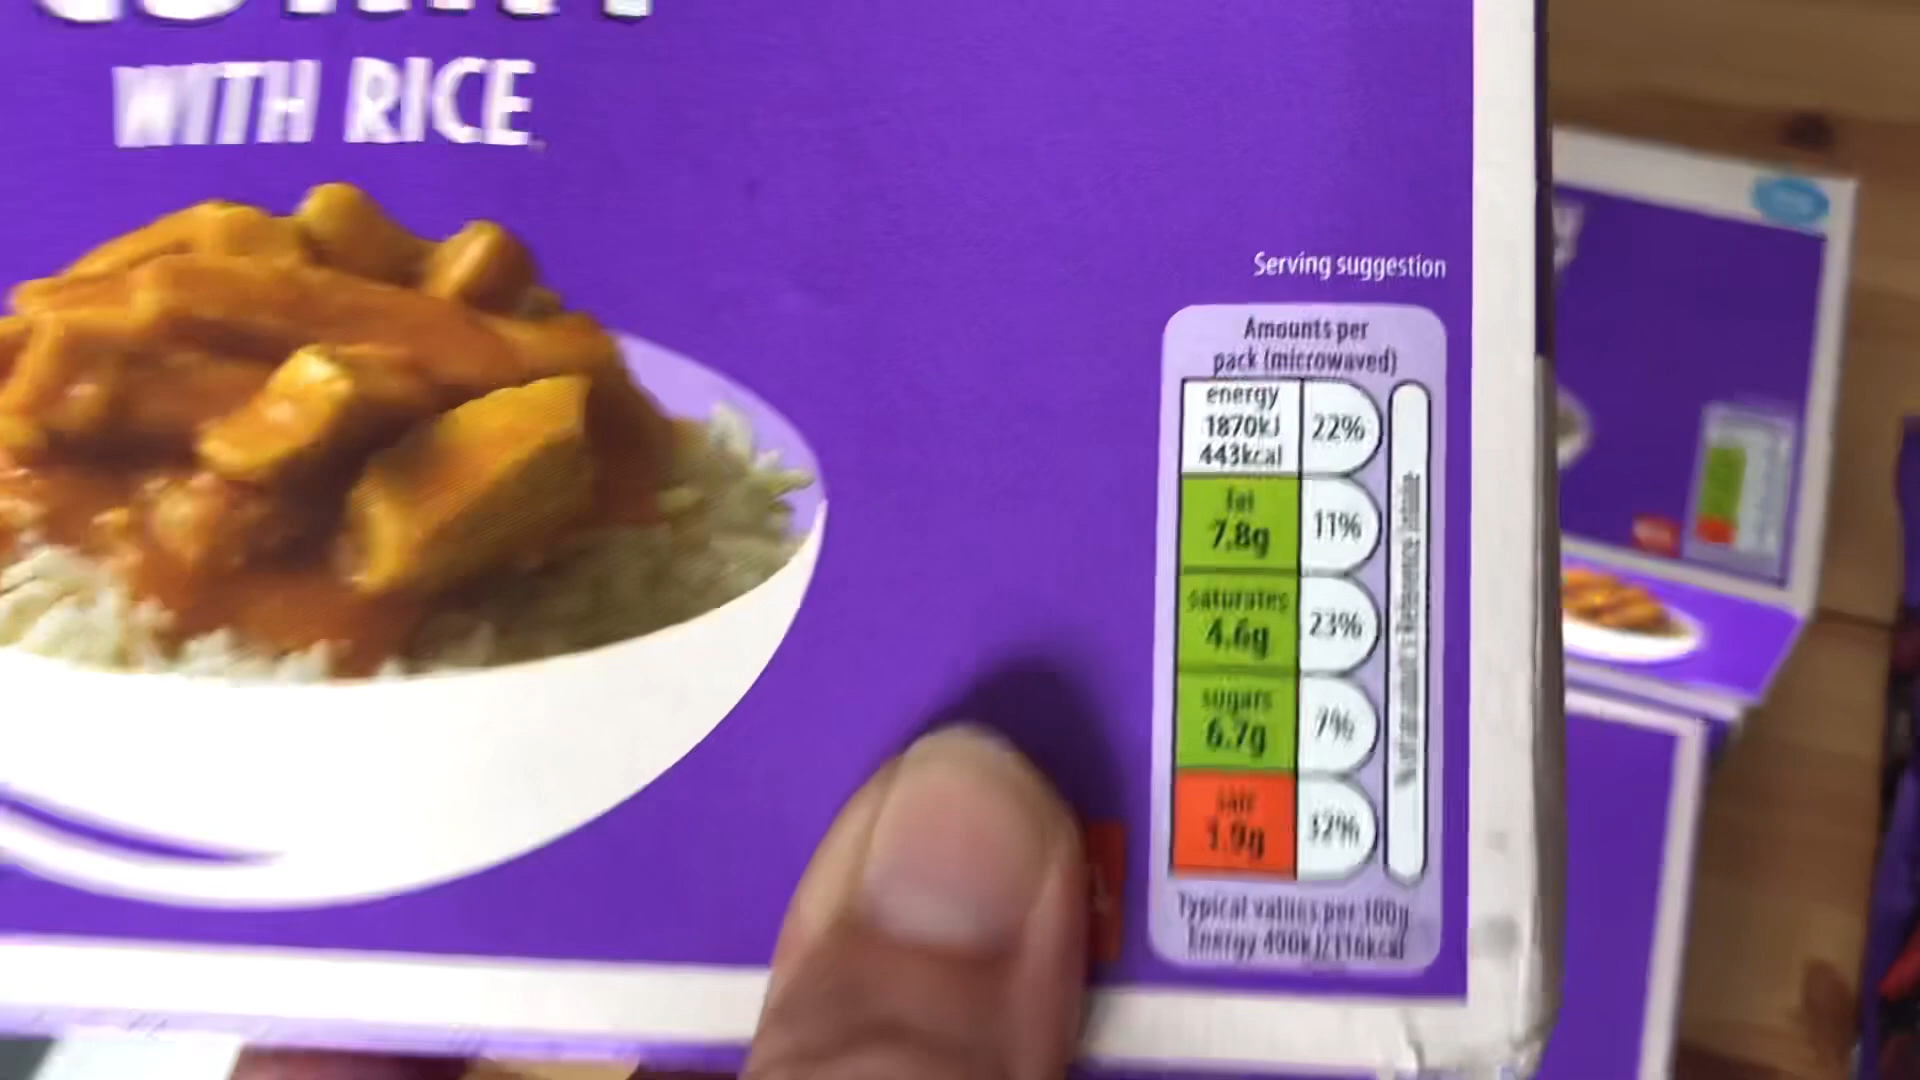 WITH RICE
Serving suggestion
Amounts per
pack (microwaved)
energy
1870kJ
443kcal
22%
fat
7.8g
11%
saturates
4.6g
23%
sugars
6.7g
7%
salt
1.9g
32%
Typical values per 100g
Energy 490kJ/116kcal